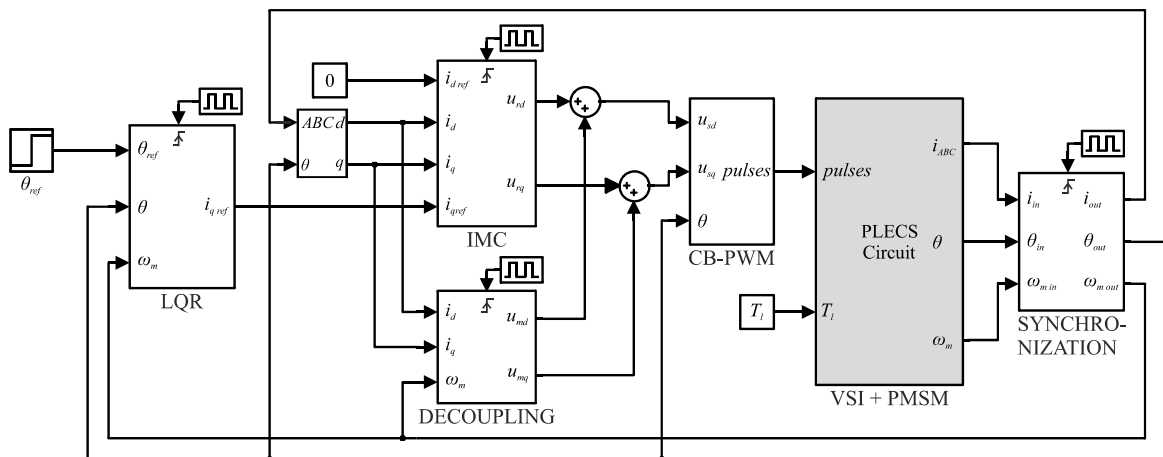 θref
θref
θ
ωm
iq ref
LQR
ABC d
θ q
0
id ref
id
iq
iqref
urd
urq
IMC
id
iq
ωm
umd
umq
DECOUPLING
++
++
usd
usq
θ
pulses
CB-PWM
Tl
pulses
Tl
PLECS
Circuit
iABC
θ
ωm
VSI + PMSM
iin
θin
ωm in
iout
θout
ωm out
SYNCHRO-
NIZATION